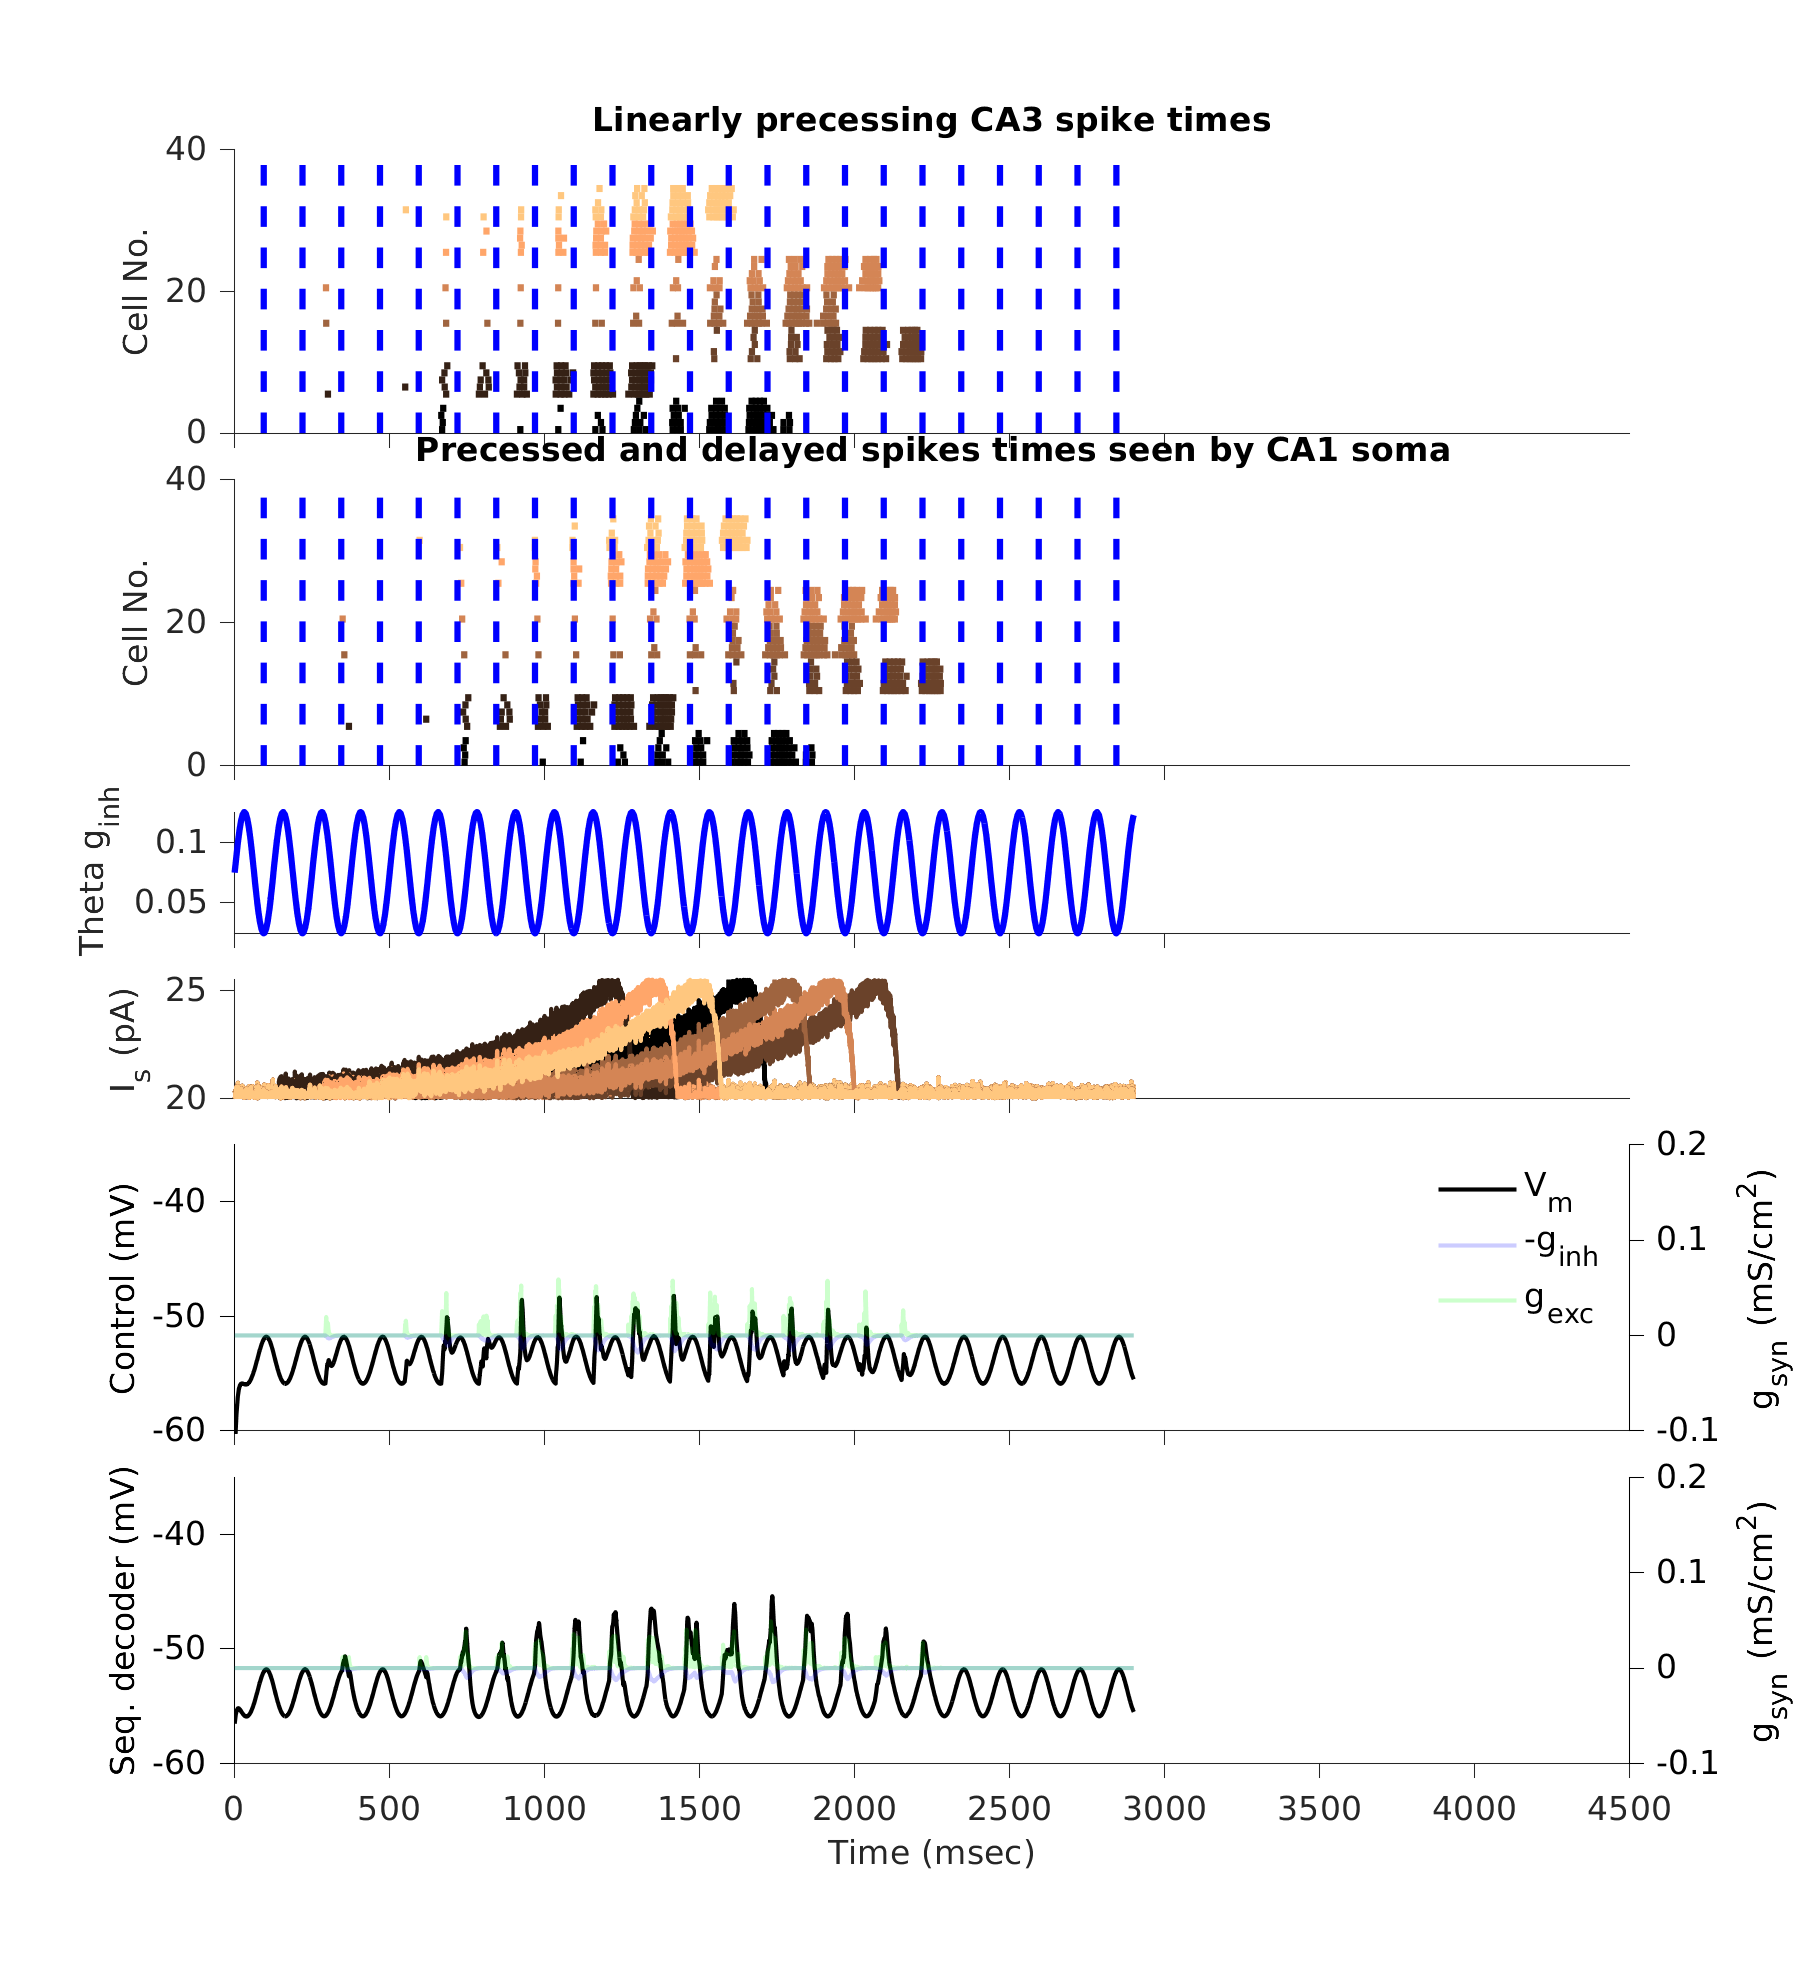 Linearly precessing CA3 spike times
40
20
0
Cell No.
Precessed and delayed spikes times seen by CA1 soma
40
20
0
Cell No.
0.1
0.05
Theta g_inh
25
20
I_s (pA)
-40
-50
-60
Control (mV)
V_m
-g_inh
g_exc
0.2
0.1
0
-0.1
g_syn (mS/cm^2)
-40
-50
-60
Seq. decoder (mV)
0.2
0.1
0
-0.1
g_syn (mS/cm^2)
0 500 1000 1500 2000 2500 3000 3500 4000 4500
Time (msec)